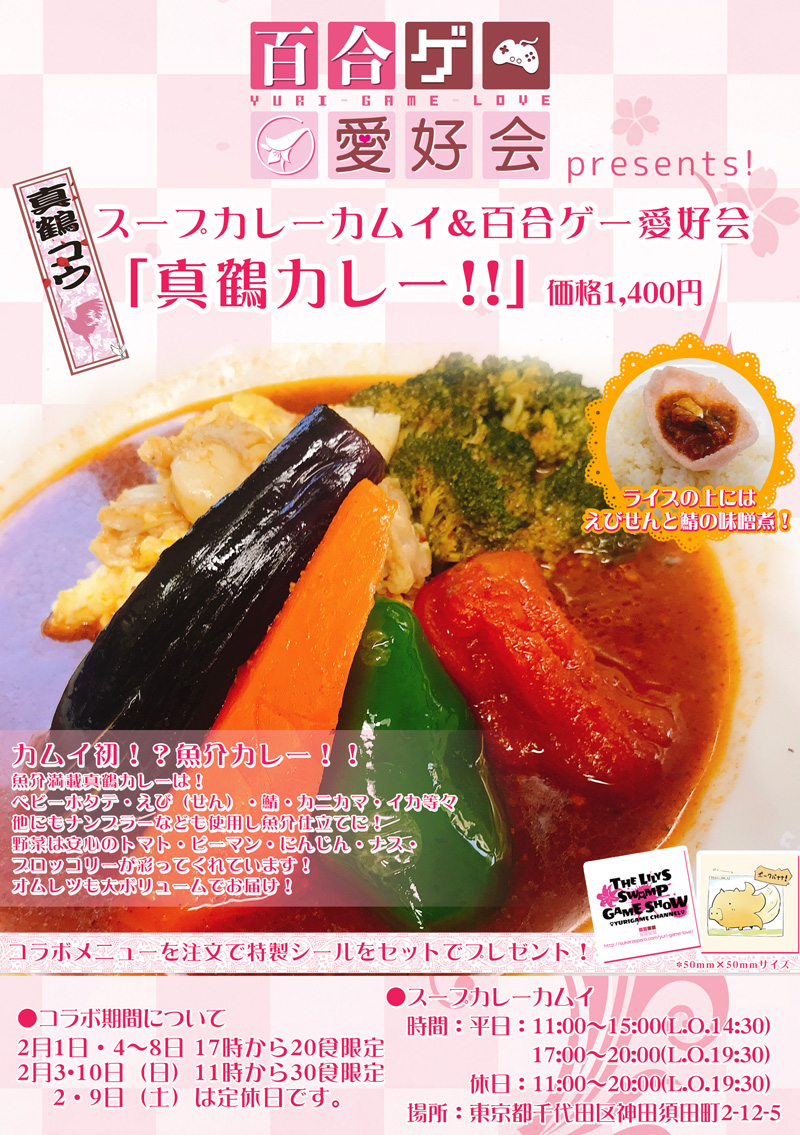 百合ゲー
YURI-GAME-LOVE
愛好会
presents!
真鶴コウ
スープカレーカムイ&百合ゲー愛好会
「真鶴カレー!!」価格1,400円
ライスの上には
えびせんと鯖の味噌煮！
カムイ初！？魚介カレー！！
魚介満載真鶴カレーは！
ベビーホタテ・えび（せん）・鯖・カニカマ・イカ等々
他にもナンプラーなども使用し魚介仕立てに！
野菜は安心のトマト・ピーマン・にんじん・ナス・
ブロッコリーが彩ってくれています！
オムレツも大ボリュームでお届け！
THE LILYS
SWAMP
GAME SHOW
♡YURIGAME CHANNEL♡
ポークバサラ！
コラボメニューを注文で特製シールをセットでプレゼント！
*50mm×50mmサイズ
●コラボ期間について
2月1日・4〜8日 17時から20食限定
2月3･10日（日）11時から30食限定
2・9日（土）は定休日です。
●スープカレーカムイ
時間：平日：11:00〜15:00(L.O.14:30)
17:00〜20:00(L.O.19:30)
休日：11:00〜20:00(L.O.19:30)
場所：東京都千代田区神田須田町2-12-5